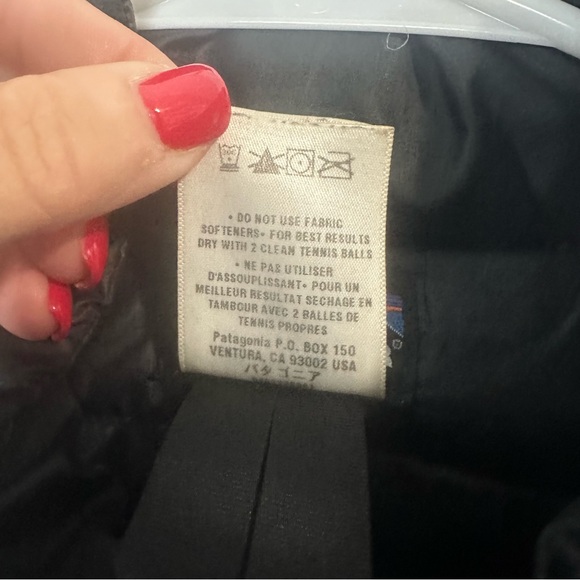 • DO NOT USE FABRIC
SOFTENERS• FOR BEST RESULTS
DRY WITH 2 CLEAN TENNIS BALLS
• NE PAS UTILISER
D'ASSOUPLISSANT• POUR UN
MEILLEUR RESULTAT SECHAGE EN
TAMBOUR AVEC 2 BALLES DE
TENNIS PROPRES
Patagonia P.O. BOX 150
VENTURA, CA 93002 USA
パタゴニア